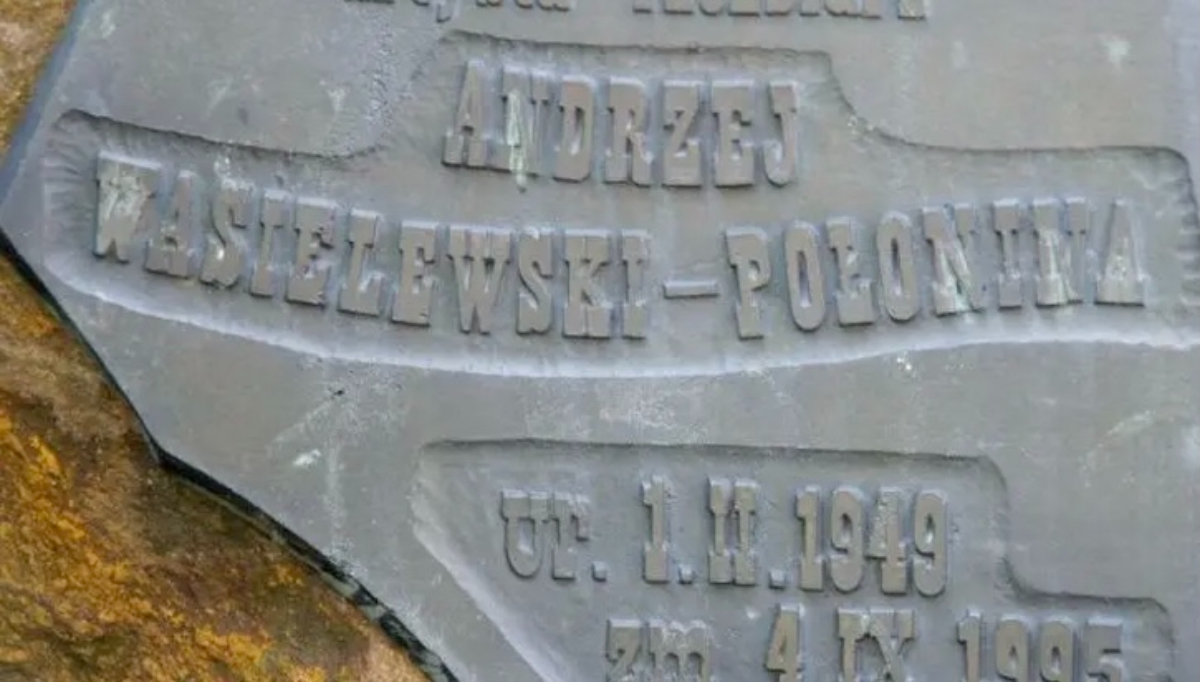 ANDRZEJ
WASIELEWSKI-POŁONINA
ur. 1.II.1949
zm 4 IX 1995